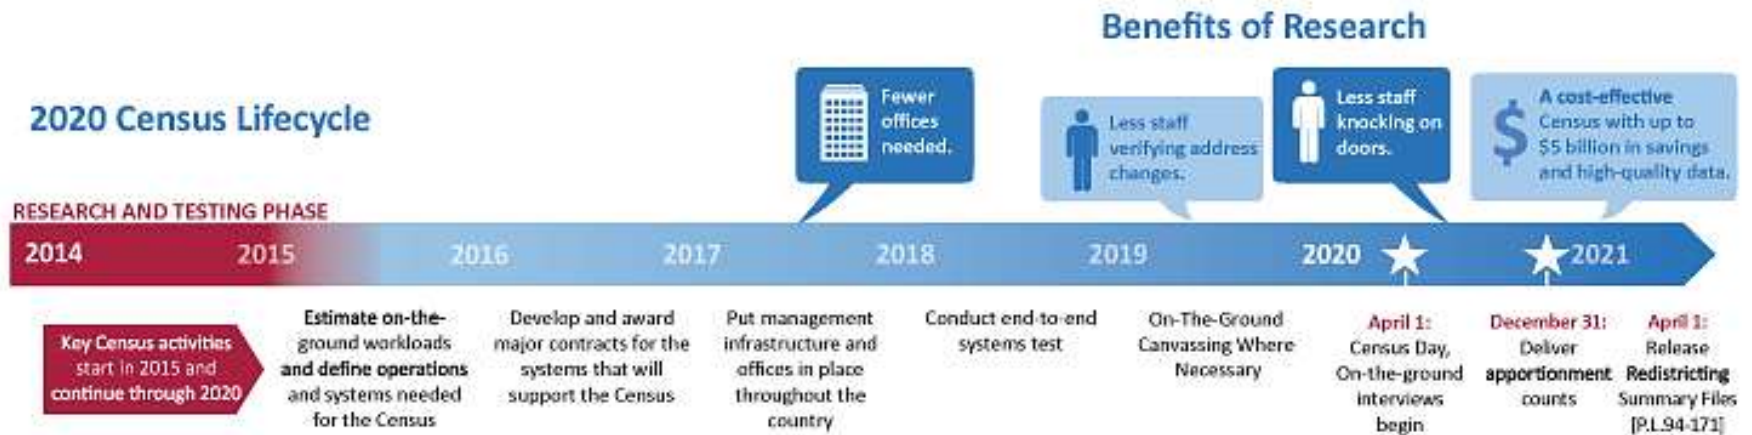 Benefits of Research
2020 Census Lifecycle
Fewer
offices
needed.
Less staff
verifying address
changes.
Less staff
knocking on
doors.
$
A cost-effective
Census with up to
$5 billion in savings
and high-quality data.
RESEARCH AND TESTING PHASE
2014 2015 2016 2017 2018 2019 2020 2021
Key Census activities
start in 2015 and
continue through 2020
Estimate on-the-
ground workloads
and define operations
and systems needed
for the Census
Develop and award
major contracts for the
systems that will
support the Census
Put management
infrastructure and
offices in place
throughout the
country
Conduct end-to-end
systems test
On-The-Ground
Canvassing Where
Necessary
April 1:
Census Day,
On-the-ground
interviews
begin
December 31:
Deliver
apportionment
counts
April 1:
Release
Redistricting
Summary Files
[P.L.94-171]